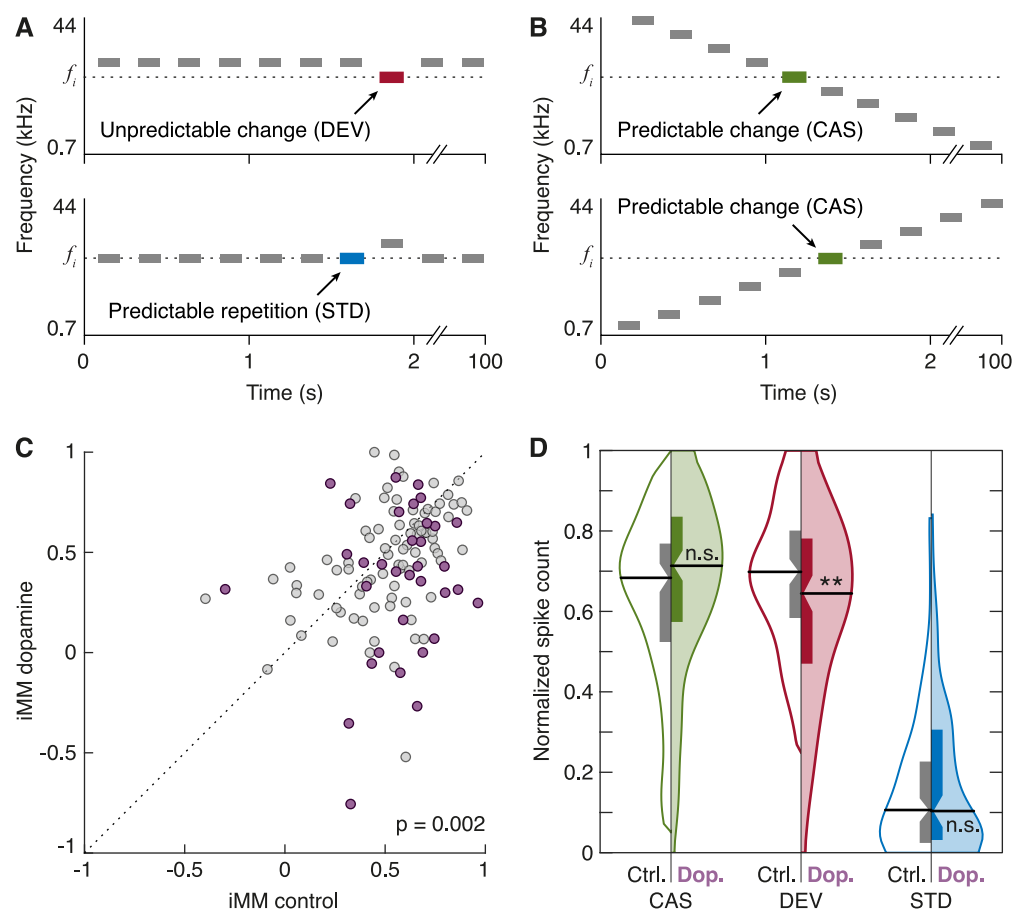 A
44
f_i
0.7
Frequency (kHz)
Unpredictable change (DEV)
44
f_i
0.7
Predictable repetition (STD)
0 1 2 100
Time (s)
B
44
f_i
0.7
Frequency (kHz)
Predictable change (CAS)
44
f_i
0.7
Predictable change (CAS)
0 1 2 100
Time (s)
C
1
0.5
0
-0.5
-1
iMM dopamine
p = 0.002
-1 -0.5 0 0.5 1
iMM control
D
1
0.8
0.6
0.4
0.2
0
Normalized spike count
n.s.
**
n.s.
Ctrl. Dop. Ctrl. Dop. Ctrl. Dop.
CAS DEV STD